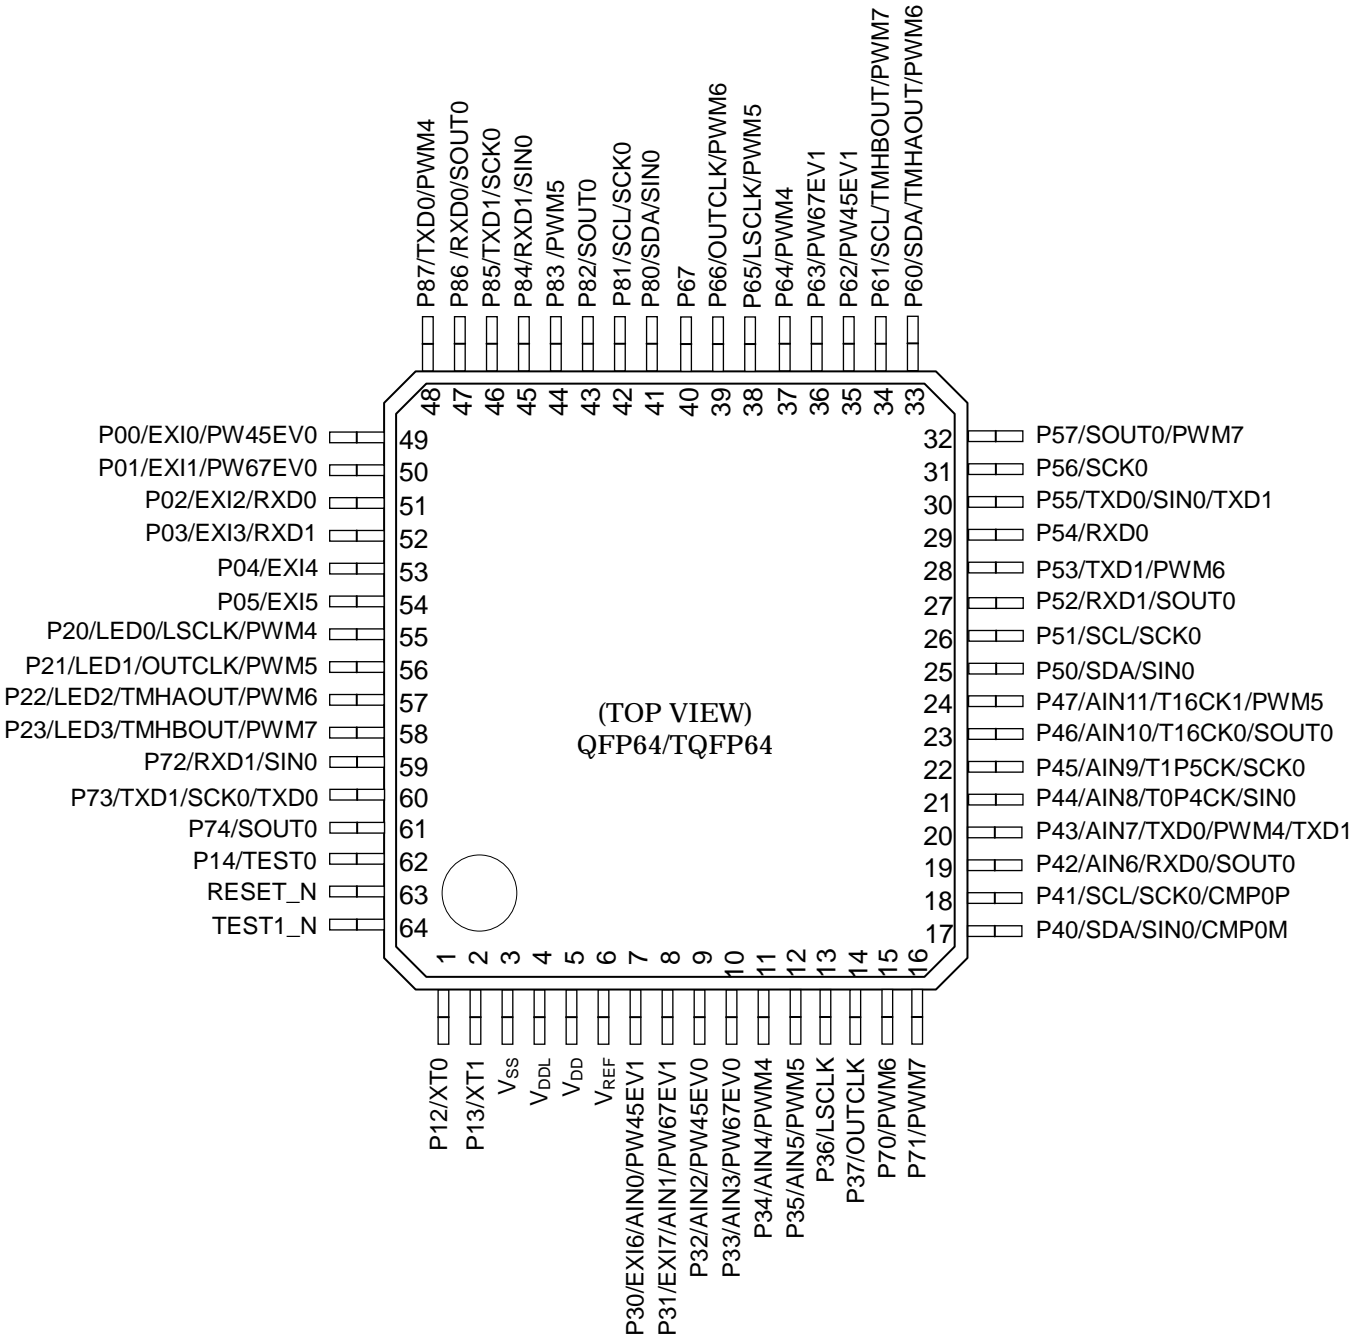 P87/TXD0/PWM4
P86 /RXD0/SOUT0
P85/TXD1/SCK0
P84/RXD1/SIN0
P83 /PWM5
P82/SOUT0
P81/SCL/SCK0
P80/SDA/SIN0
P67
P66/OUTCLK/PWM6
P65/LSCLK/PWM5
P64/PWM4
P63/PW67EV1
P62/PW45EV1
P61/SCL/TMHBOUT/PWM7
P60/SDA/TMHAOUT/PWM6
48
47
46
45
44
43
42
41
40
39
38
37
36
35
34
33
P00/EXI0/PW45EV0 49
P01/EXI1/PW67EV0 50
P02/EXI2/RXD0 51
P03/EXI3/RXD1 52
P04/EXI4 53
P05/EXI5 54
P20/LED0/LSCLK/PWM4 55
P21/LED1/OUTCLK/PWM5 56
P22/LED2/TMHAOUT/PWM6 57
P23/LED3/TMHBOUT/PWM7 58
P72/RXD1/SIN0 59
P73/TXD1/SCK0/TXD0 60
P74/SOUT0 61
P14/TEST0 62
RESET_N 63
TEST1_N 64
(TOP VIEW)
QFP64/TQFP64
32 P57/SOUT0/PWM7
31 P56/SCK0
30 P55/TXD0/SIN0/TXD1
29 P54/RXD0
28 P53/TXD1/PWM6
27 P52/RXD1/SOUT0
26 P51/SCL/SCK0
25 P50/SDA/SIN0
24 P47/AIN11/T16CK1/PWM5
23 P46/AIN10/T16CK0/SOUT0
22 P45/AIN9/T1P5CK/SCK0
21 P44/AIN8/T0P4CK/SIN0
20 P43/AIN7/TXD0/PWM4/TXD1
19 P42/AIN6/RXD0/SOUT0
18 P41/SCL/SCK0/CMP0P
17 P40/SDA/SIN0/CMP0M
1
2
3
4
5
6
7
8
9
10
11
12
13
14
15
16
P12/XT0
P13/XT1
VSS
VDDL
VDD
VREF
P30/EXI6/AIN0/PW45EV1
P31/EXI7/AIN1/PW67EV1
P32/AIN2/PW45EV0
P33/AIN3/PW67EV0
P34/AIN4/PWM4
P35/AIN5/PWM5
P36/LSCLK
P37/OUTCLK
P70/PWM6
P71/PWM7